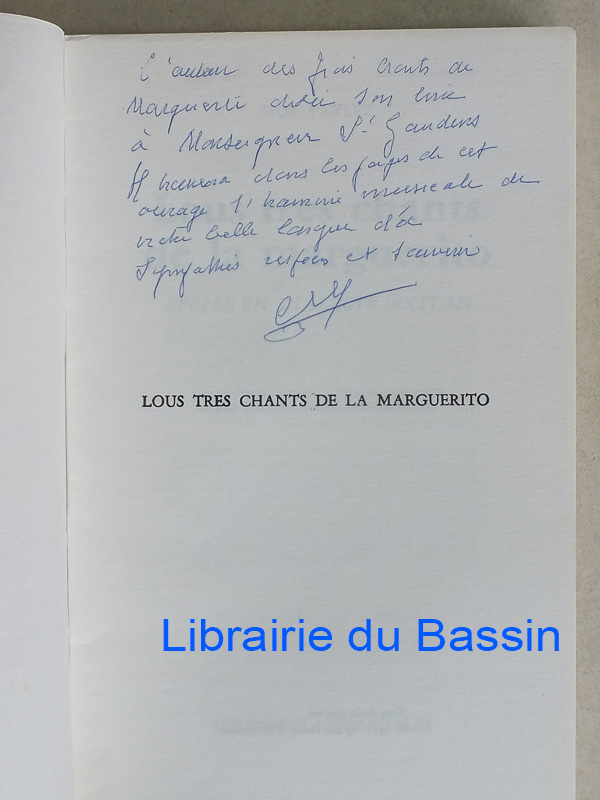 L'auteur des trois chants de
Marguerite dédie son livre
à Monseigneur St Gaudens
Il trouvera dans les pages de cet
ouvrage l'harmonie musicale de
notre belle langue d'oc
Sympathies respect et souvenir
LOUS TRES CHANTS DE LA MARGUERITO
Librairie du Bassin